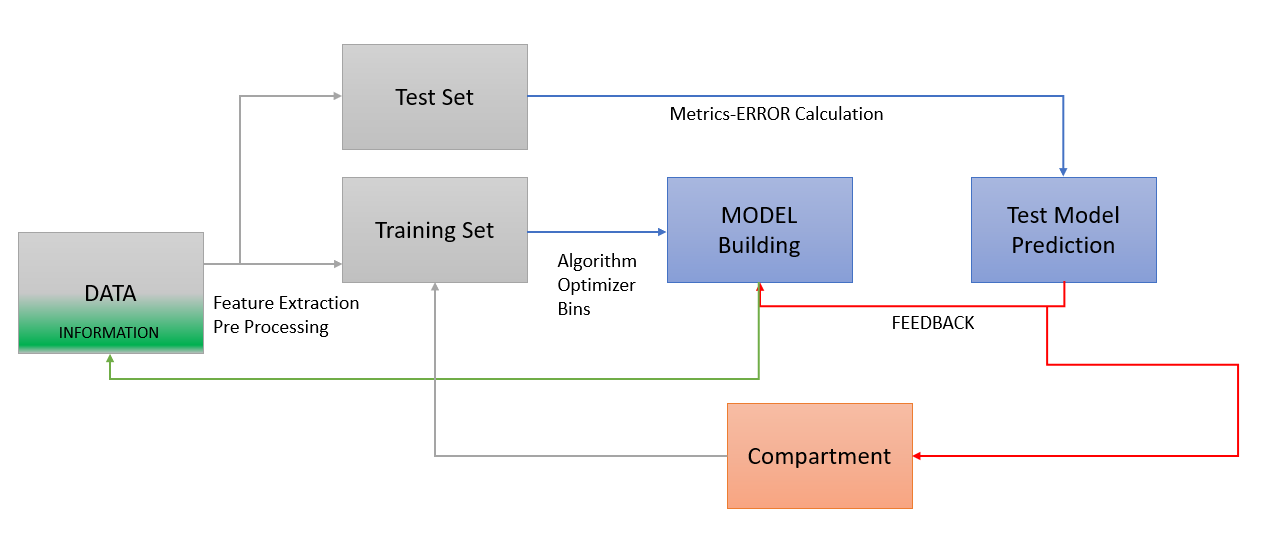 Test Set
Metrics-ERROR Calculation
Training Set
MODEL
Building
Test Model
Prediction
Algorithm
Optimizer
Bins
DATA
INFORMATION
Feature Extraction
Pre Processing
FEEDBACK
Compartment